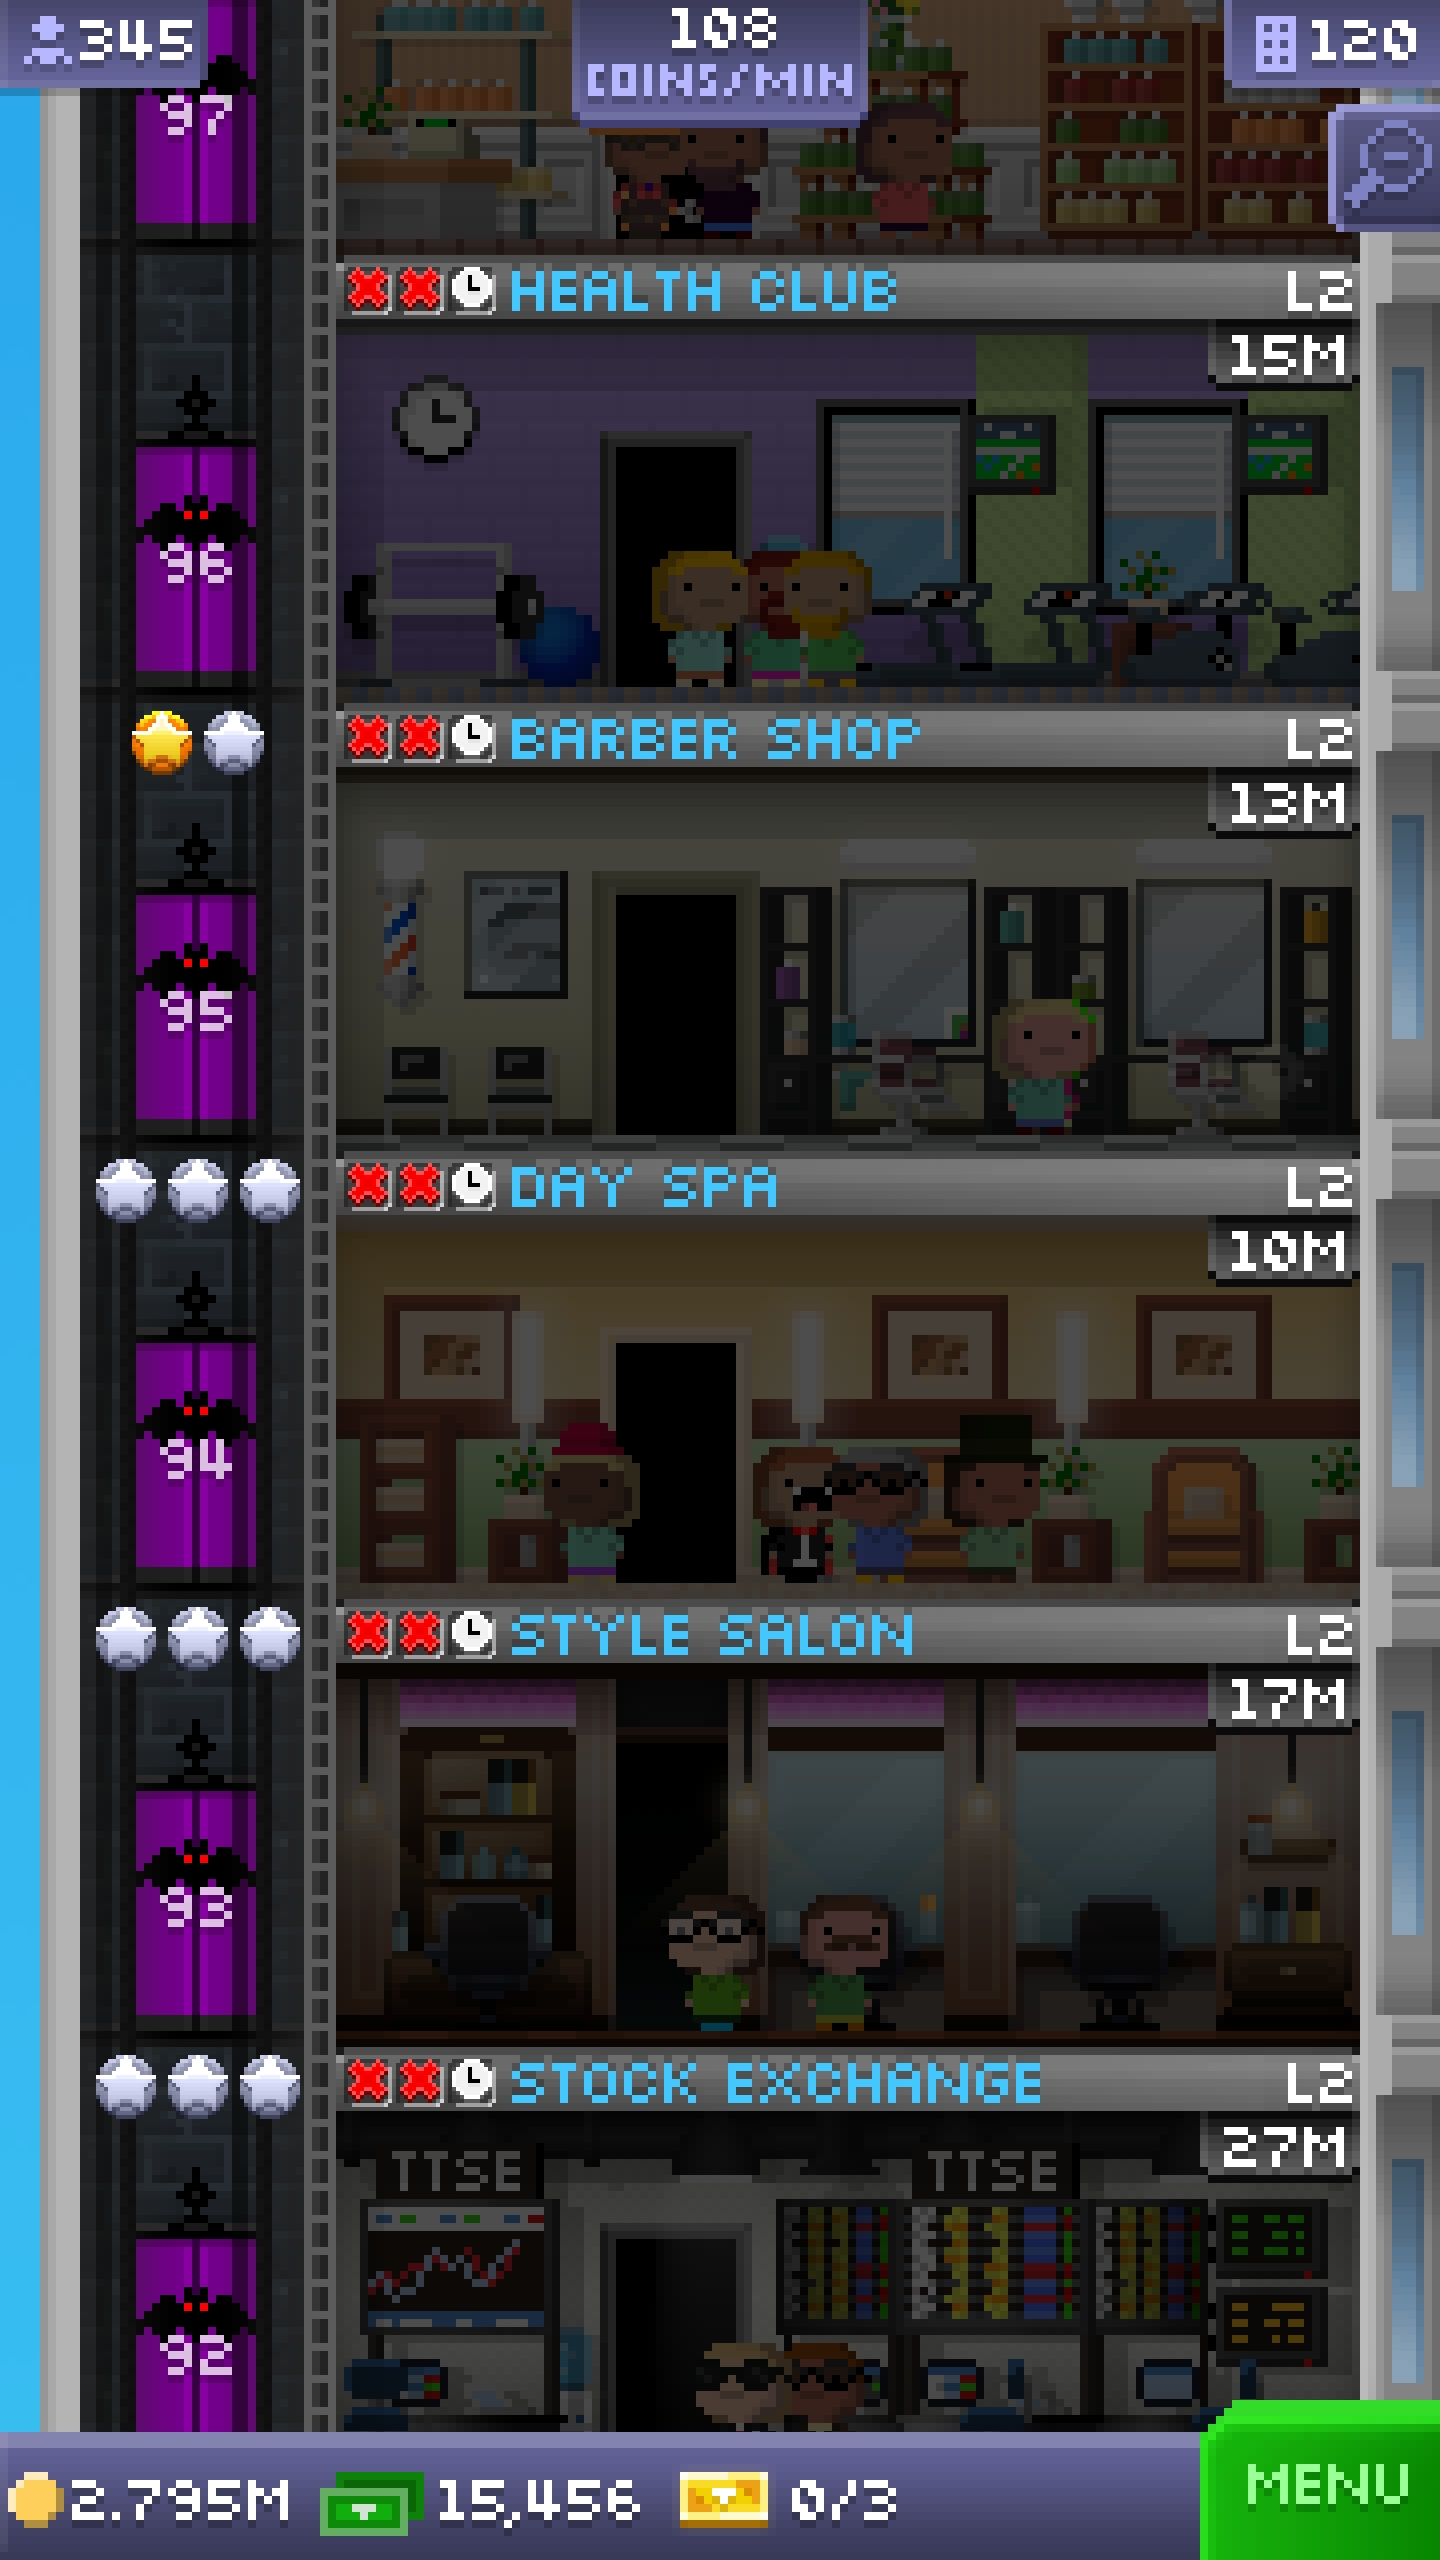 345
108
COINS/MIN
120
97
HEALTH CLUB L2
15M
96
BARBER SHOP L2
13M
95
DAY SPA L2
10M
94
STYLE SALON L2
17M
93
STOCK EXCHANGE L2
27M
TTSE TTSE
92
2.795M 15,456 0/3
MENU